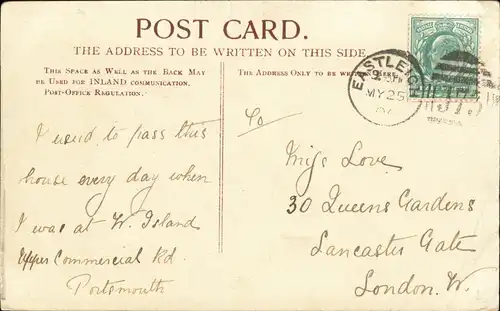 POST CARD.
THE ADDRESS TO BE WRITTEN ON THIS SIDE.
THIS SPACE AS WELL AS THE BACK MAY
BE USED FOR INLAND COMMUNICATION.
POST-OFFICE REGULATION.
THE ADDRESS ONLY TO BE WRITTEN HERE.
EASTLEIGH
MY 25
I used to pass this
house every day when
I was at W. Island
Upper Commercial Rd.
Portsmouth
To
Miss Love
30 Queens Gardens
Lancaster Gate
London. W.